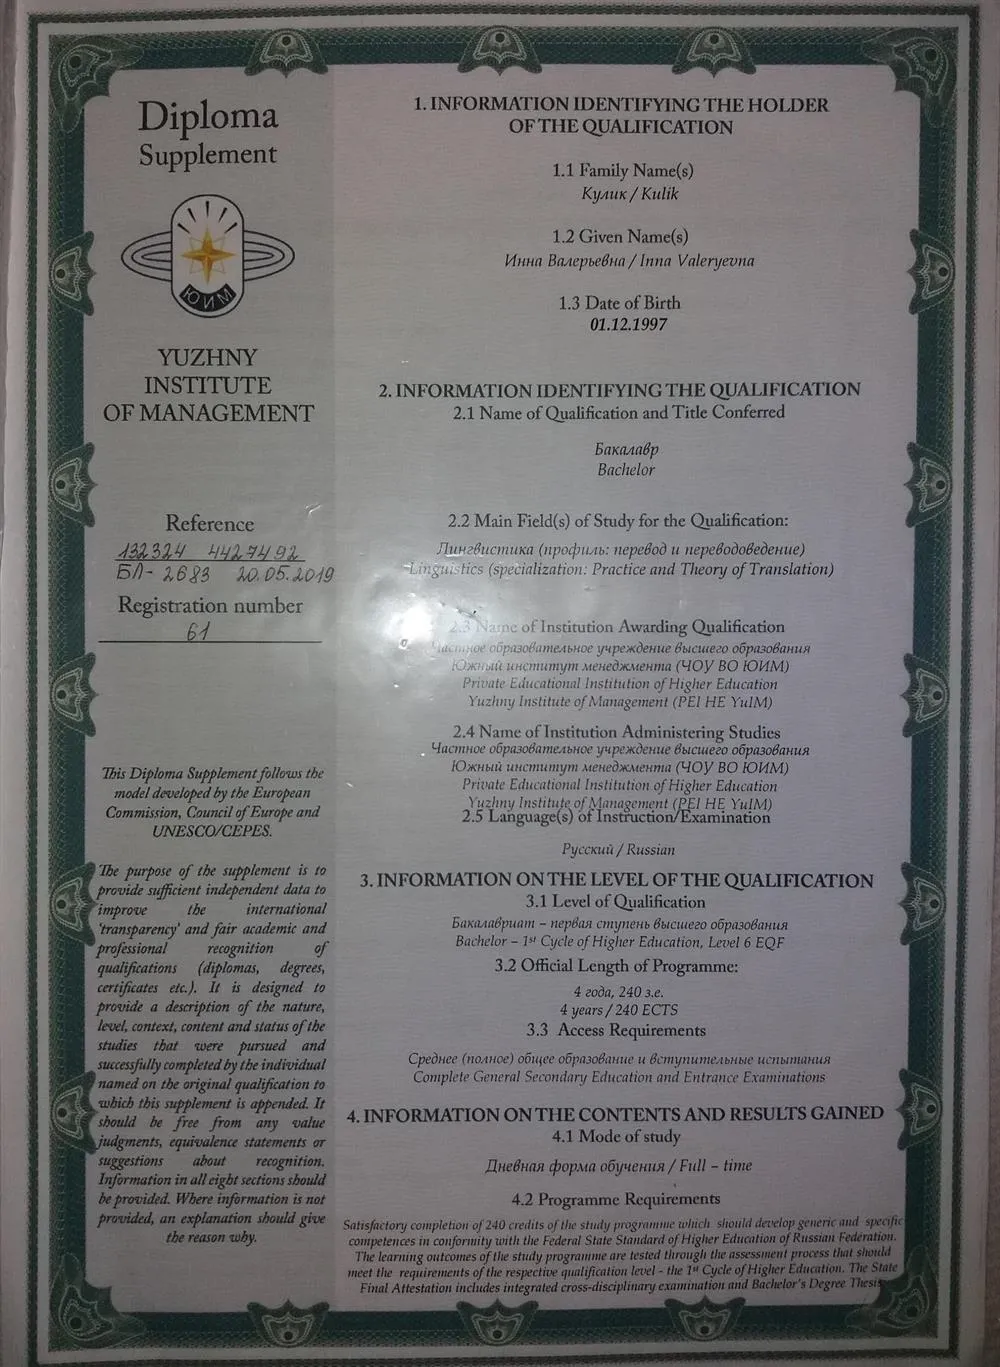 Diploma
Supplement
ЮИМ
YUZHNY
INSTITUTE
OF MANAGEMENT
Reference
132324 4427492
БЛ- 2683 20.05.2019
Registration number
61
This Diploma Supplement follows the
model developed by the European
Commission, Council of Europe and
UNESCO/CEPES.
The purpose of the supplement is to
provide sufficient independent data to
improve the international
'transparency' and fair academic and
professional recognition of
qualifications (diplomas, degrees,
certificates etc.). It is designed to
provide a description of the nature,
level, context, content and status of the
studies that were pursued and
successfully completed by the individual
named on the original qualification to
which this supplement is appended. It
should be free from any value
judgments, equivalence statements or
suggestions about recognition.
Information in all eight sections should
be provided. Where information is not
provided, an explanation should give
the reason why.
1. INFORMATION IDENTIFYING THE HOLDER
OF THE QUALIFICATION
1.1 Family Name(s)
Кулик / Kulik
1.2 Given Name(s)
Инна Валерьевна / Inna Valeryevna
1.3 Date of Birth
01.12.1997
2. INFORMATION IDENTIFYING THE QUALIFICATION
2.1 Name of Qualification and Title Conferred
Бакалавр
Bachelor
2.2 Main Field(s) of Study for the Qualification:
Лингвистика (профиль: перевод и переводоведение)
Linguistics (specialization: Practice and Theory of Translation)
2.3 Name of Institution Awarding Qualification
Частное образовательное учреждение высшего образования
Южный институт менеджмента (ЧОУ ВО ЮИМ)
Private Educational Institution of Higher Education
Yuzhny Institute of Management (PEI HE YuIM)
2.4 Name of Institution Administering Studies
Частное образовательное учреждение высшего образования
Южный институт менеджмента (ЧОУ ВО ЮИМ)
Private Educational Institution of Higher Education
Yuzhny Institute of Management (PEI HE YuIM)
2.5 Language(s) of Instruction/Examination
Русский / Russian
3. INFORMATION ON THE LEVEL OF THE QUALIFICATION
3.1 Level of Qualification
Бакалавриат – первая ступень высшего образования
Bachelor – 1st Cycle of Higher Education, Level 6 EQF
3.2 Official Length of Programme:
4 года, 240 з.е.
4 years / 240 ECTS
3.3 Access Requirements
Среднее (полное) общее образование и вступительные испытания
Complete General Secondary Education and Entrance Examinations
4. INFORMATION ON THE CONTENTS AND RESULTS GAINED
4.1 Mode of study
Дневная форма обучения / Full – time
4.2 Programme Requirements
Satisfactory completion of 240 credits of the study programme which should develop generic and specific
competences in conformity with the Federal State Standard of Higher Education of Russian Federation.
The learning outcomes of the study programme are tested through the assessment process that should
meet the requirements of the respective qualification level - the 1st Cycle of Higher Education. The State
Final Attestation includes integrated cross-disciplinary examination and Bachelor's Degree Thesis.